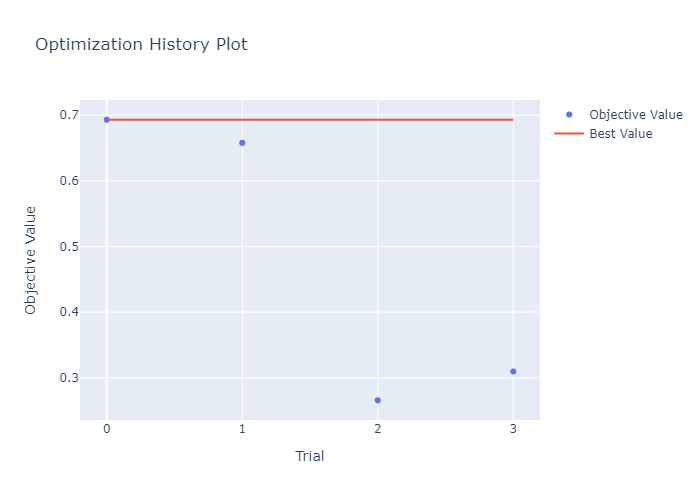 Optimization History Plot
Objective Value
Best Value
0.7
0.6
0.5
0.4
0.3
Objective Value
0
1
2
3
Trial